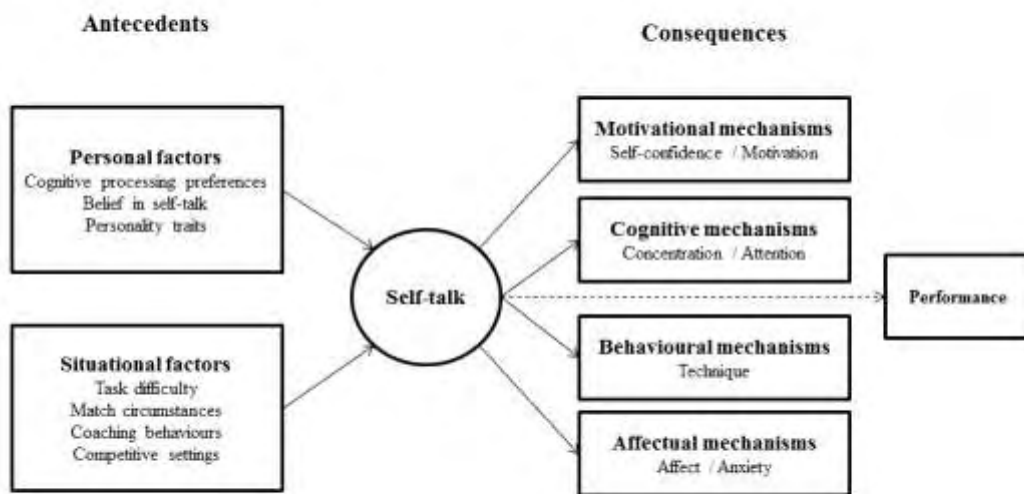 Antecedents
Consequences
Personal factors
Cognitive processing preferences
Belief in self-talk
Personality traits
Situational factors
Task difficulty
Match circumstances
Coaching behaviours
Competitive settings
Self-talk
Motivational mechanisms
Self-confidence / Motivation
Cognitive mechanisms
Concentration / Attention
Behavioural mechanisms
Technique
Affectual mechanisms
Affect / Anxiety
Performance